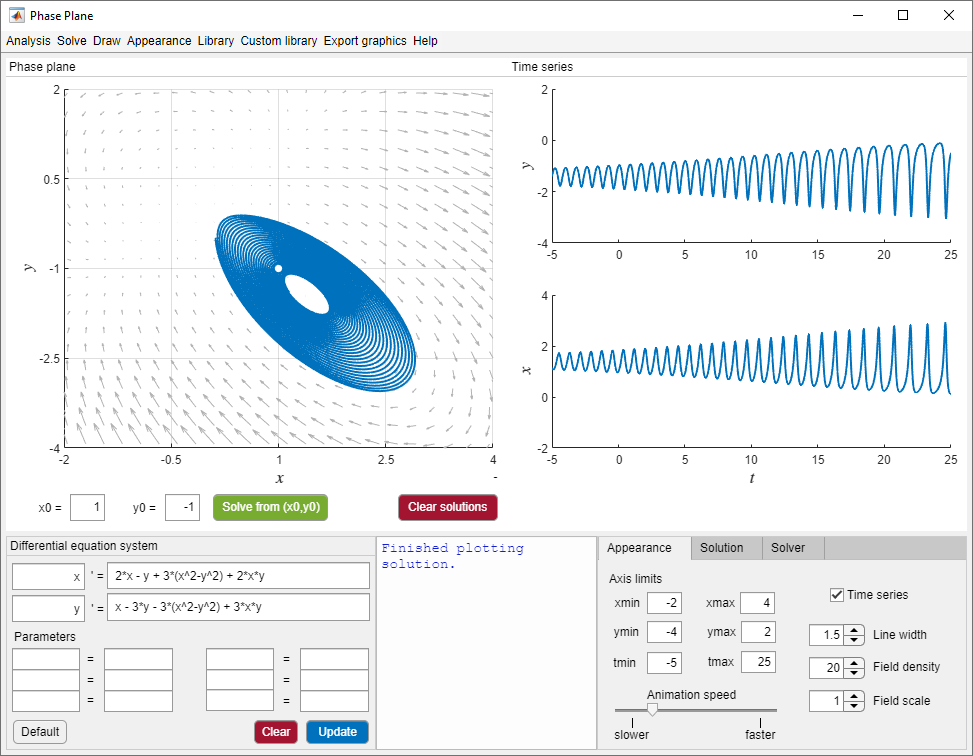 Phase Plane
Analysis Solve Draw Appearance Library Custom library Export graphics Help
Phase plane
2
0.5
-1
-2.5
-4
y
-2 -0.5 1 2.5 4
x
-
Time series
2
0
-2
-4
y
-5 0 5 10 15 20 25
4
2
0
-2
x
-5 0 5 10 15 20 25
t
x0 = 1 y0 = -1 Solve from (x0,y0) Clear solutions
Differential equation system
x ' = 2*x - y + 3*(x^2-y^2) + 2*x*y
y ' = x - 3*y - 3*(x^2-y^2) + 3*x*y
Parameters
= =
= =
= =
Default Clear Update
Finished plotting
solution.
Appearance Solution Solver
Axis limits
xmin -2 xmax 4
ymin -4 ymax 2
tmin -5 tmax 25
Animation speed
slower faster
Time series
1.5 Line width
20 Field density
1 Field scale